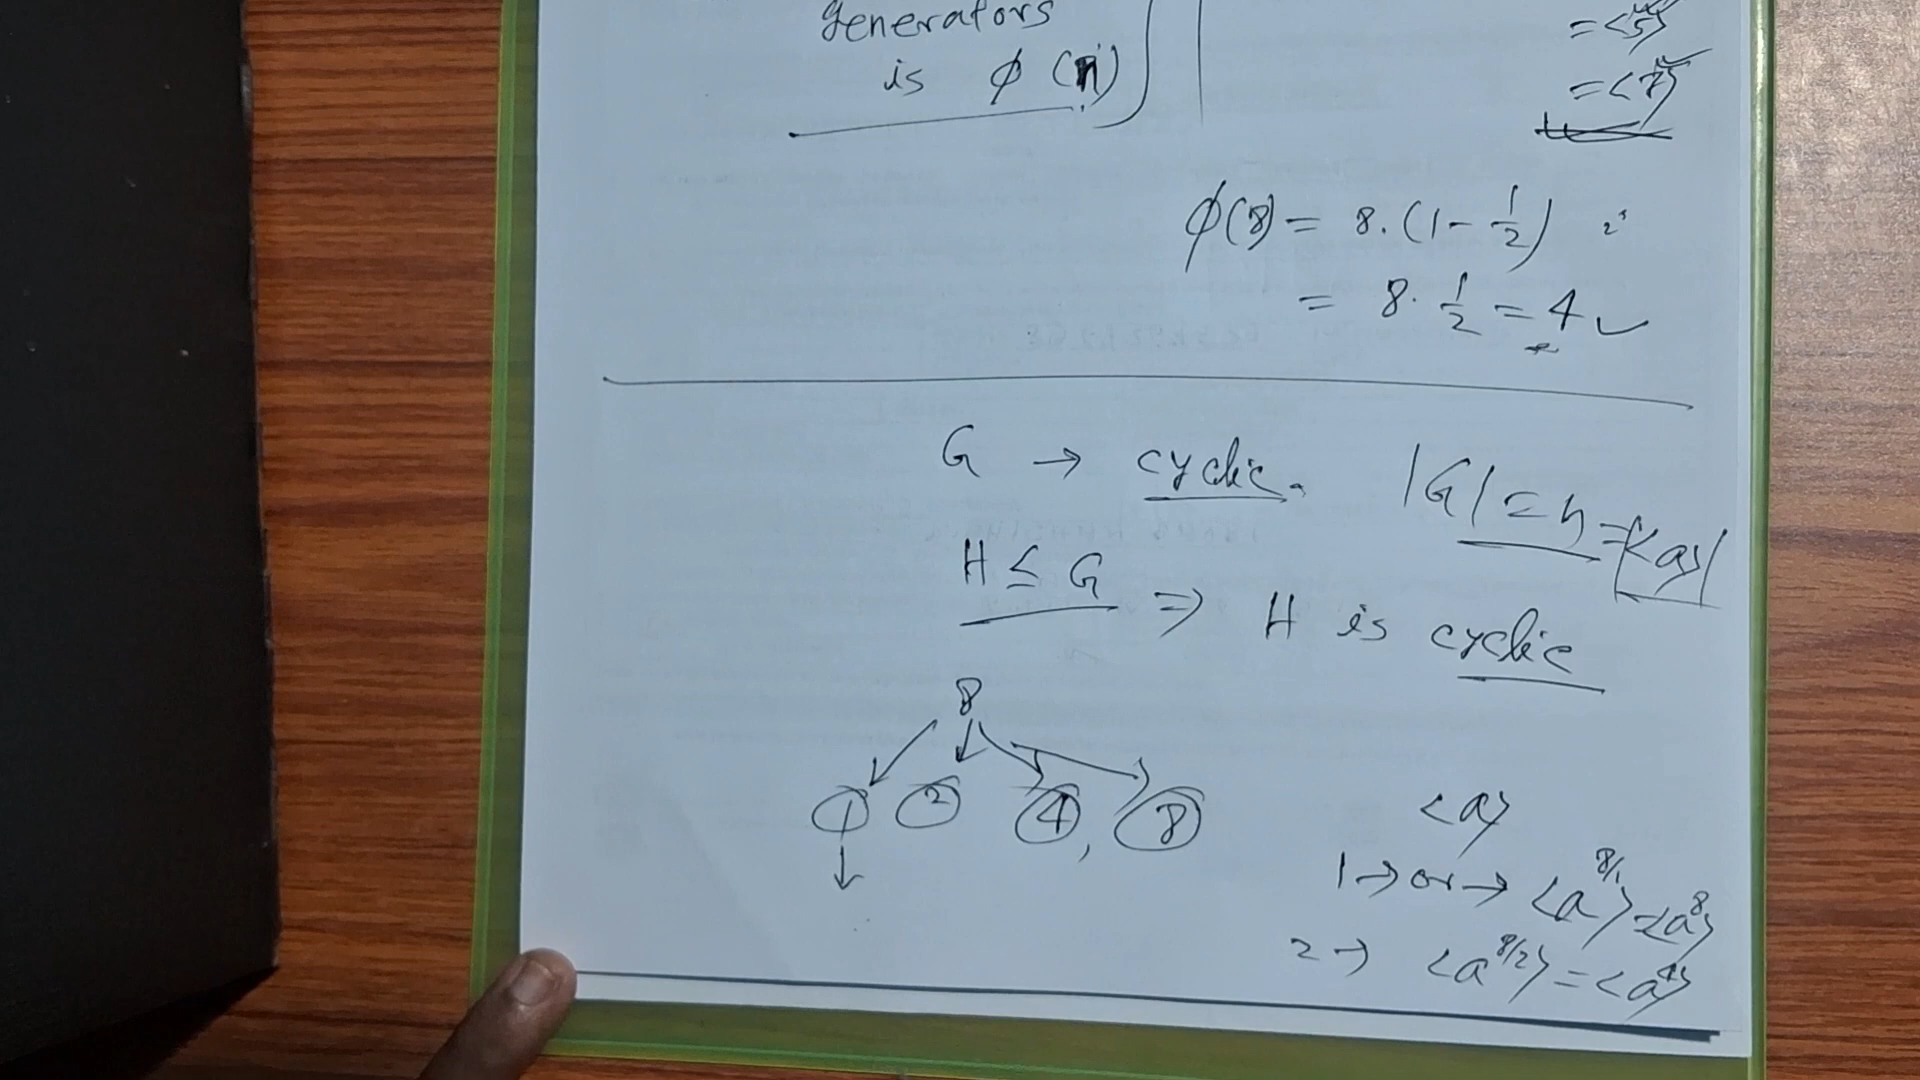 generators
is ϕ (n)
= <5>
= <7>
ϕ(8) = 8. (1 - 1/2)
= 8. 1/2 = 4 ✓
G → cyclic. |G| = n = |<a>|
H ≤ G ⇒ H is cyclic
8
1 2 4, 8
<a>
1 → or → <a^8/1> = <a^8>
2 → <a^8/2> = <a^4>